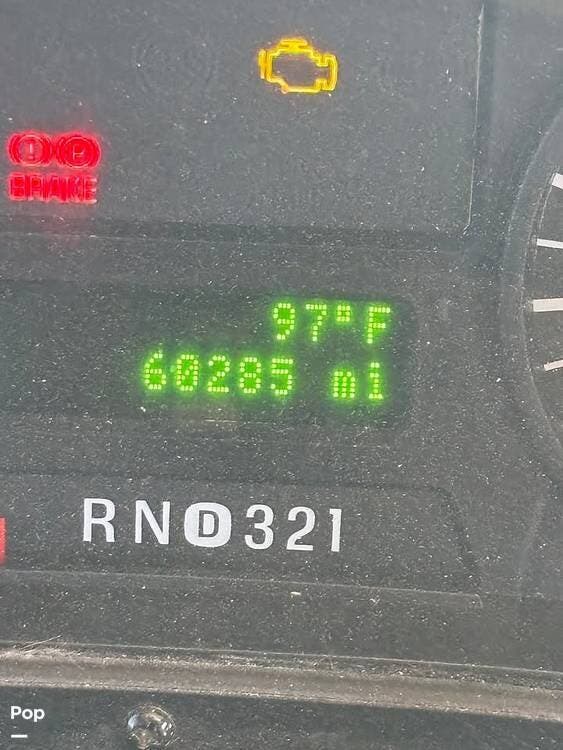 BRAKE
97°F
60285 mi
RND321
Pop